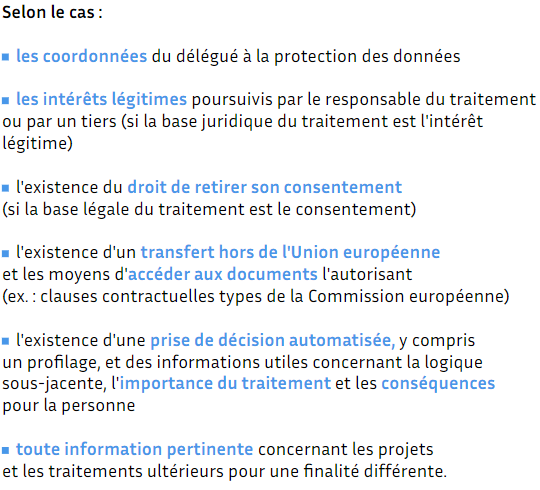 Selon le cas :
▪ les coordonnées du délégué à la protection des données
▪ les intérêts légitimes poursuivis par le responsable du traitement
ou par un tiers (si la base juridique du traitement est l'intérêt
légitime)
▪ l'existence du droit de retirer son consentement
(si la base légale du traitement est le consentement)
▪ l'existence d'un transfert hors de l'Union européenne
et les moyens d'accéder aux documents l'autorisant
(ex. : clauses contractuelles types de la Commission européenne)
▪ l'existence d'une prise de décision automatisée, y compris
un profilage, et des informations utiles concernant la logique
sous-jacente, l'importance du traitement et les conséquences
pour la personne
▪ toute information pertinente concernant les projets
et les traitements ultérieurs pour une finalité différente.